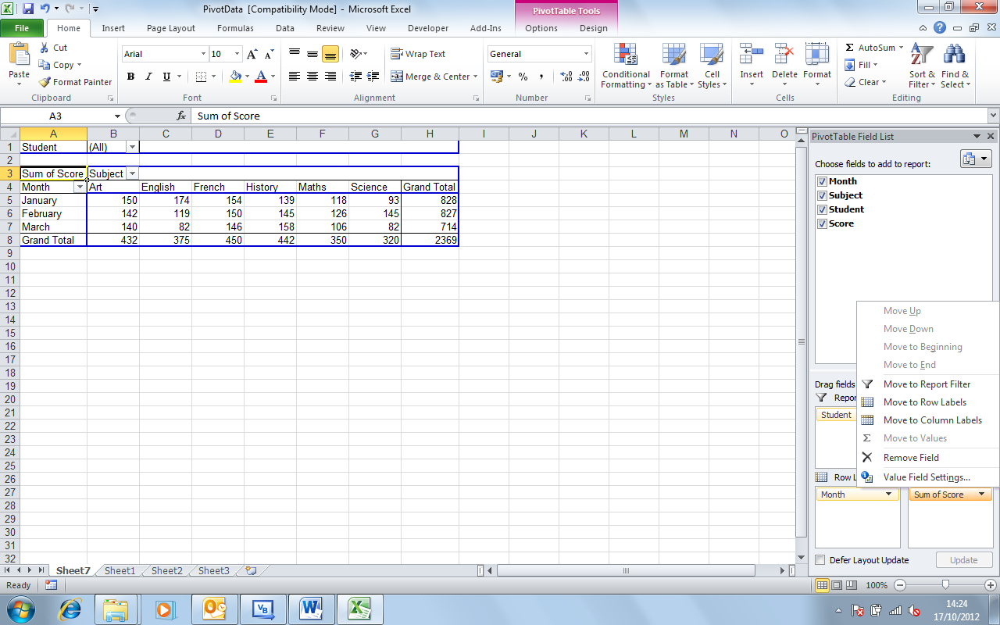 PivotData  [Compatibility Mode]  -  Microsoft Excel
PivotTable Tools
File Home Insert Page Layout Formulas Data Review View Developer Add-Ins Options Design
Paste
Cut
Copy
Format Painter
Clipboard
Arial 10
B I U
Font
Wrap Text
Merge & Center
Alignment
General
% ,
Number
Conditional Formatting
Format as Table
Cell Styles
Styles
Insert Delete Format
Cells
AutoSum
Fill
Clear
Sort & Filter
Find & Select
Editing
A3 fx Sum of Score
A B C D E F G H I J K L M N O
1 Student (All)
2
3 Sum of Score Subject
4 Month Art English French History Maths Science Grand Total
5 January 150 174 154 139 118 93 828
6 February 142 119 150 145 126 145 827
7 March 140 82 146 158 106 82 714
8 Grand Total 432 375 450 442 350 320 2369
9
10
11
12
13
14
15
16
17
18
19
20
21
22
23
24
25
26
27
28
29
30
31
32
PivotTable Field List
Choose fields to add to report:
Month
Subject
Student
Score
Move Up
Move Down
Move to Beginning
Move to End
Move to Report Filter
Move to Row Labels
Move to Column Labels
Move to Values
Remove Field
Value Field Settings...
Drag fields
Repor
Student
Row L
Month
Sum of Score
Defer Layout Update Update
Sheet7 Sheet1 Sheet2 Sheet3
Ready 100%
14:24
17/10/2012